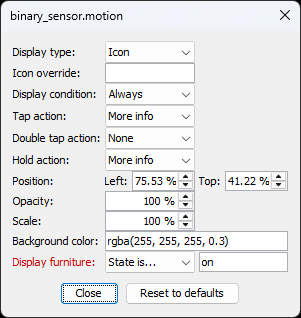 binary_sensor.motion
Display type: Icon
Icon override:
Display condition: Always
Tap action: More info
Double tap action: None
Hold action: More info
Position: Left: 75.53 % Top: 41.22 %
Opacity: 100 %
Scale: 100 %
Background color: rgba(255, 255, 255, 0.3)
Display furniture: State is... on
Close Reset to defaults